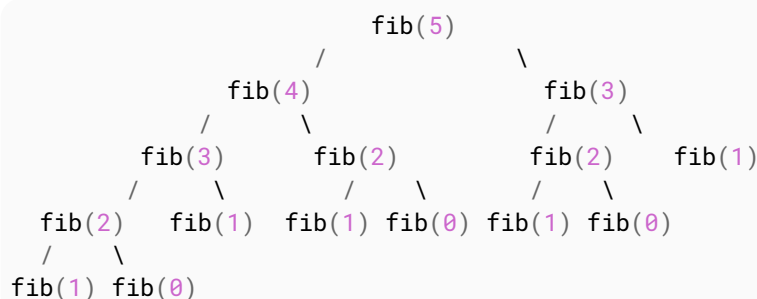 fib(5)
/ \
fib(4) fib(3)
/ \ / \
fib(3) fib(2) fib(2) fib(1)
/ \ / \ / \
fib(2) fib(1) fib(1) fib(0) fib(1) fib(0)
/ \
fib(1) fib(0)